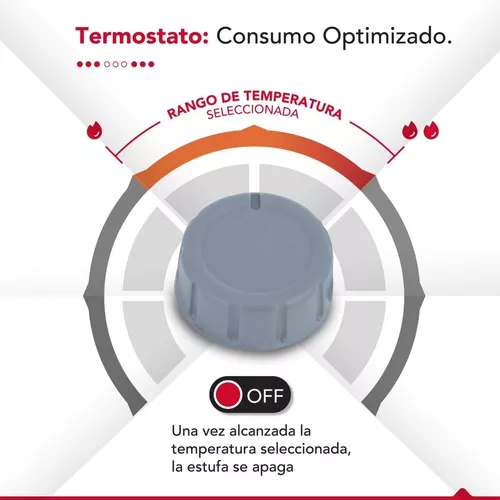 Termostato: Consumo Optimizado.
RANGO DE TEMPERATURA
SELECCIONADA
OFF
Una vez alcanzada la
temperatura seleccionada,
la estufa se apaga